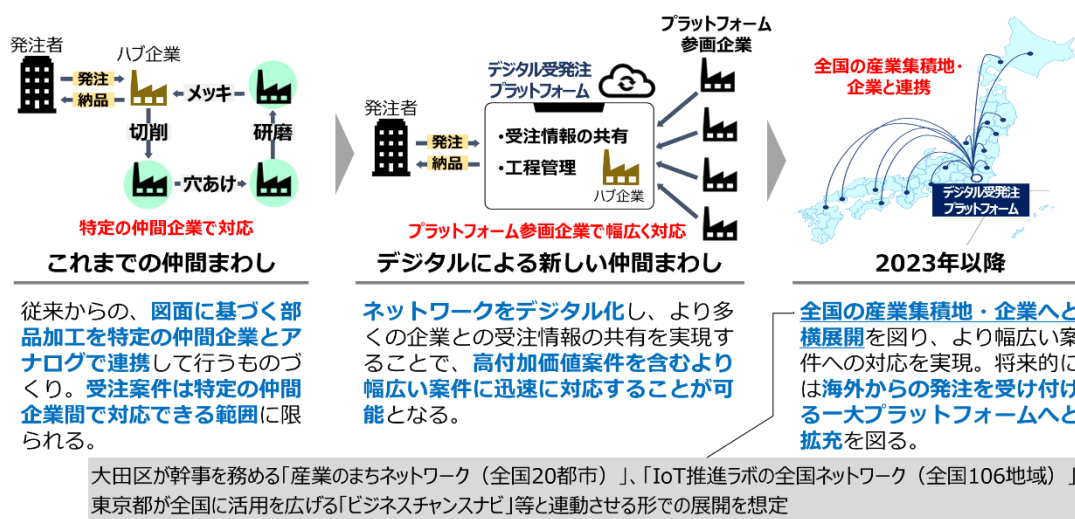 発注者
ハブ企業
発注
納品
メッキ
切削
研磨
穴あけ
特定の仲間企業で対応
これまでの仲間まわし
従来からの、図面に基づく部
品加工を特定の仲間企業とア
ナログで連携して行うものづ
くり。受注案件は特定の仲間
企業間で対応できる範囲に限
られる。
プラットフォーム
参画企業
デジタル受発注
プラットフォーム
発注者
発注
納品
・受注情報の共有
・工程管理
ハブ企業
プラットフォーム参画企業で幅広く対応
デジタルによる新しい仲間まわし
ネットワークをデジタル化し、より多
くの企業との受注情報の共有を実現す
ることで、高付加価値案件を含むより
幅広い案件に迅速に対応することが可
能となる。
全国の産業集積地・
企業と連携
デジタル受発注
プラットフォーム
2023年以降
全国の産業集積地・企業へと
横展開を図り、より幅広い案
件への対応を実現。将来的に
は海外からの発注を受け付け
る一大プラットフォームへと
拡充を図る。
大田区が幹事を務める「産業のまちネットワーク（全国20都市）」、「IoT推進ラボの全国ネットワーク（全国106地域）」
東京都が全国に活用を広げる「ビジネスチャンスナビ」等と連動させる形での展開を想定